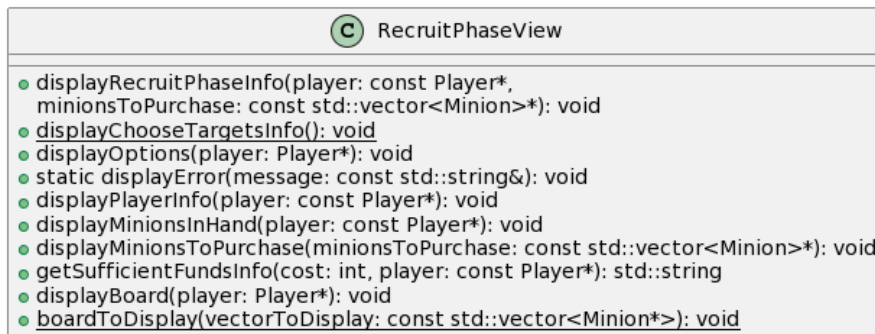 C RecruitPhaseView
displayRecruitPhaseInfo(player: const Player*,
minionsToPurchase: const std::vector<Minion>*): void
displayChooseTargetsInfo(): void
displayOptions(player: Player*): void
static displayError(message: const std::string&): void
displayPlayerInfo(player: const Player*): void
displayMinionsInHand(player: const Player*): void
displayMinionsToPurchase(minionsToPurchase: const std::vector<Minion>*): void
getSufficientFundsInfo(cost: int, player: const Player*): std::string
displayBoard(player: Player*): void
boardToDisplay(vectorToDisplay: const std::vector<Minion*>): void